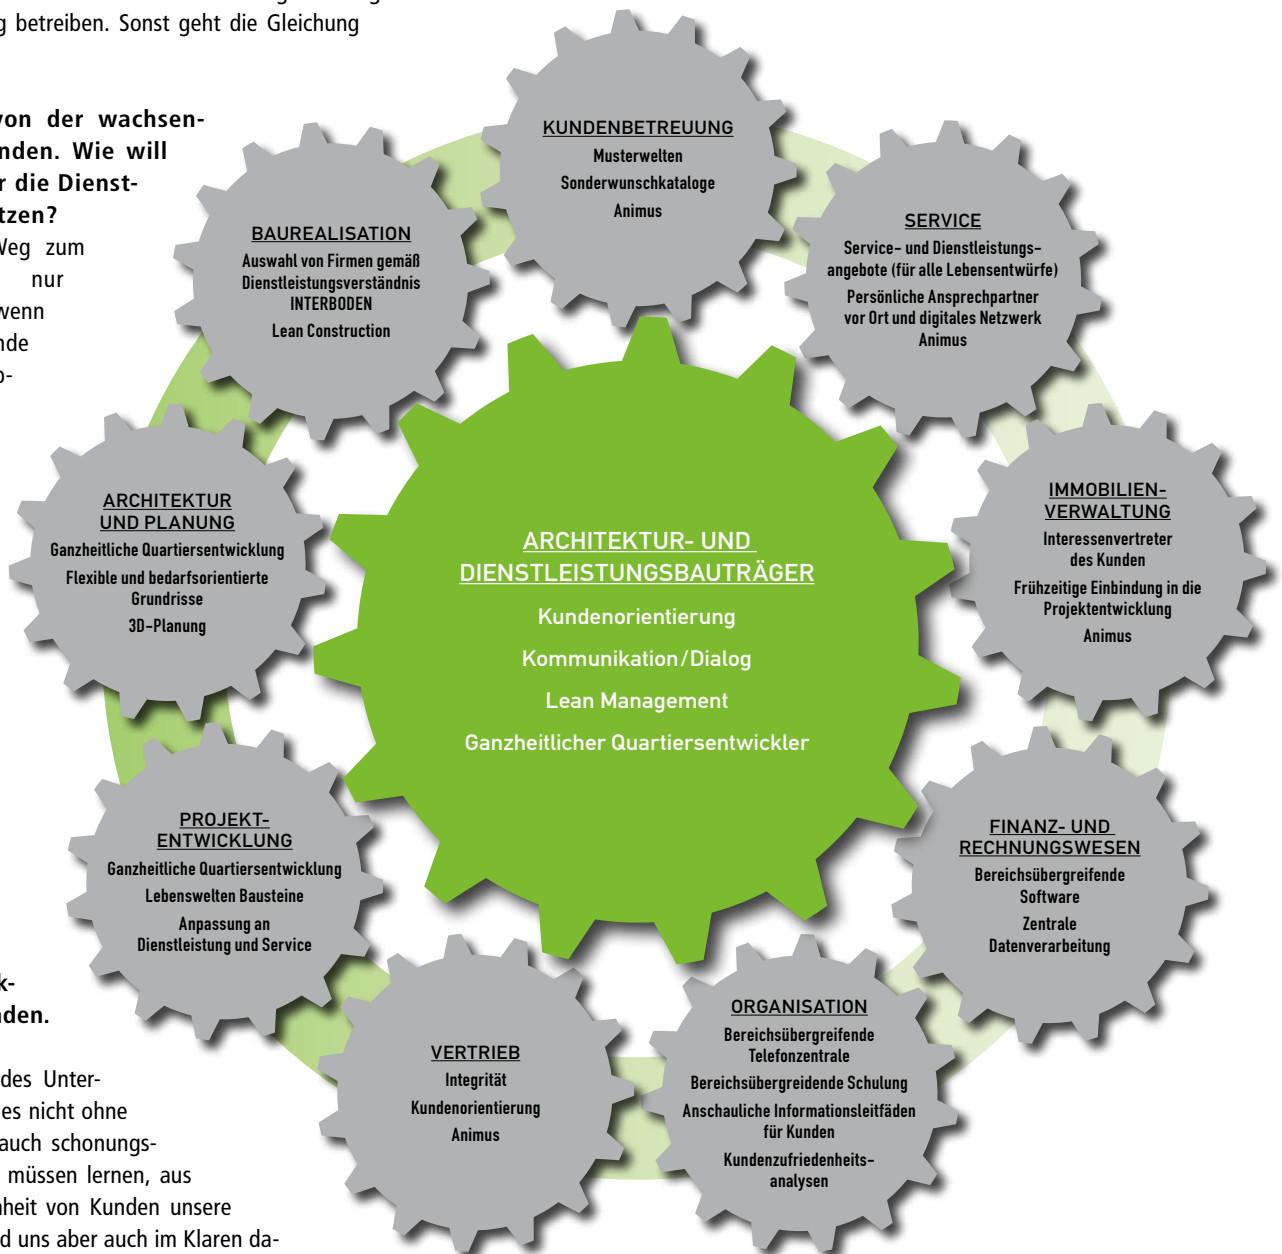 g betreiben. Sonst geht die Gleichung
von der wachsen-
nden. Wie will
r die Dienst-
tzen?
Weg zum
nur
wenn
nde
o-
k-
nden.
des Unter-
es nicht ohne
auch schonungs-
müssen lernen, aus
nheit von Kunden unsere
d uns aber auch im Klaren da-
KUNDENBETREUUNG
Musterwelten
Sonderwunschkataloge
Animus
SERVICE
Service- und Dienstleistungs-
angebote (für alle Lebensentwürfe)
Persönliche Ansprechpartner
vor Ort und digitales Netzwerk
Animus
BAUREALISATION
Auswahl von Firmen gemäß
Dienstleistungsverständnis
INTERBODEN
Lean Construction
IMMOBILIEN-
VERWALTUNG
Interessenvertreter
des Kunden
Frühzeitige Einbindung in die
Projektentwicklung
Animus
ARCHITEKTUR
UND PLANUNG
Ganzheitliche Quartiersentwicklung
Flexible und bedarfsorientierte
Grundrisse
3D-Planung
ARCHITEKTUR- UND
DIENSTLEISTUNGSBAUTRÄGER
Kundenorientierung
Kommunikation/Dialog
Lean Management
Ganzheitlicher Quartiersentwickler
PROJEKT-
ENTWICKLUNG
Ganzheitliche Quartiersentwicklung
Lebenswelten Bausteine
Anpassung an
Dienstleistung und Service
FINANZ- UND
RECHNUNGSWESEN
Bereichsübergreifende
Software
Zentrale
Datenverarbeitung
VERTRIEB
Integrität
Kundenorientierung
Animus
ORGANISATION
Bereichsübergreifende
Telefonzentrale
Bereichsübergreidende Schulung
Anschauliche Informationsleitfäden
für Kunden
Kundenzufriedenheits-
analysen